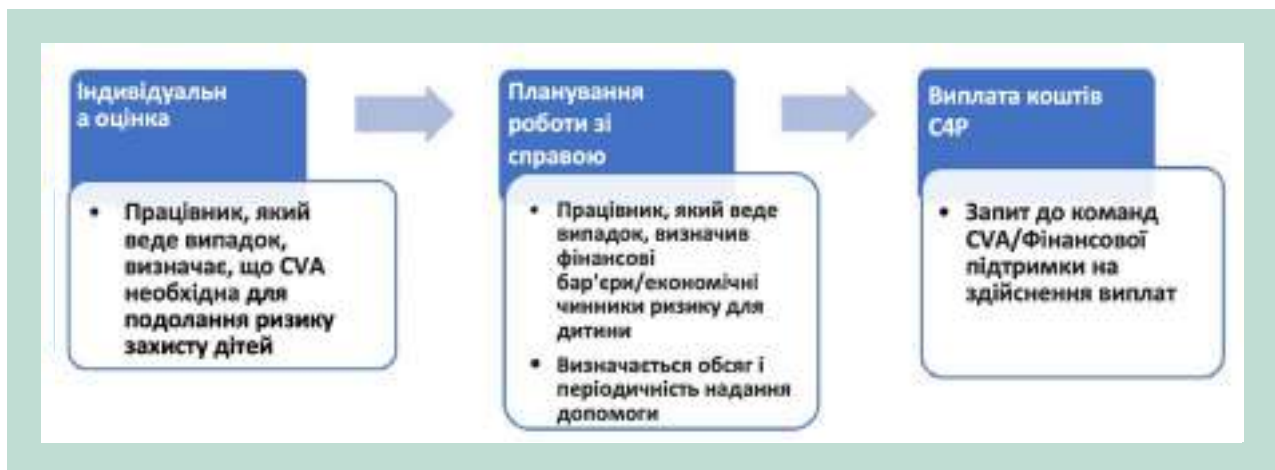 Індивідуальн
а оцінка
• Працівник, який
веде випадок,
визначає, що CVA
необхідна для
подолання ризику
захисту дітей
Планування
роботи зі
справою
• Працівник, який веде
випадок, визначив
фінансові
бар'єри/економічні
чинники ризику для
дитини
• Визначається обсяг і
періодичність надання
допомоги
Виплата коштів
C4P
• Запит до команд
CVA/Фінансової
підтримки на
здійснення виплат